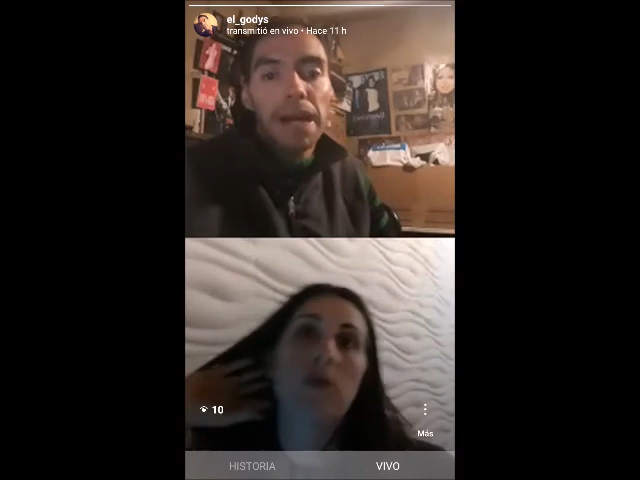 el_godys
transmitió en vivo • Hace 11 h
10
Más
HISTORIA
VIVO